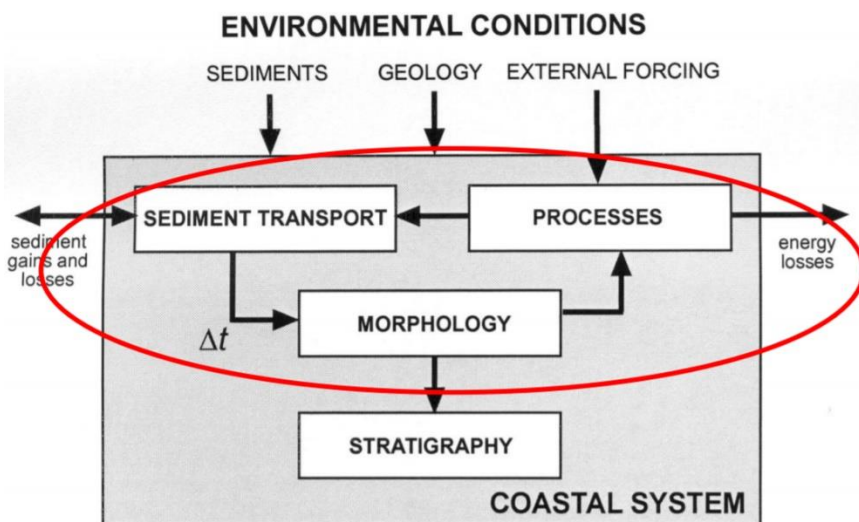 ENVIRONMENTAL CONDITIONS
SEDIMENTS GEOLOGY EXTERNAL FORCING
SEDIMENT TRANSPORT
PROCESSES
sediment
gains and
losses
energy
losses
Δt
MORPHOLOGY
STRATIGRAPHY
COASTAL SYSTEM